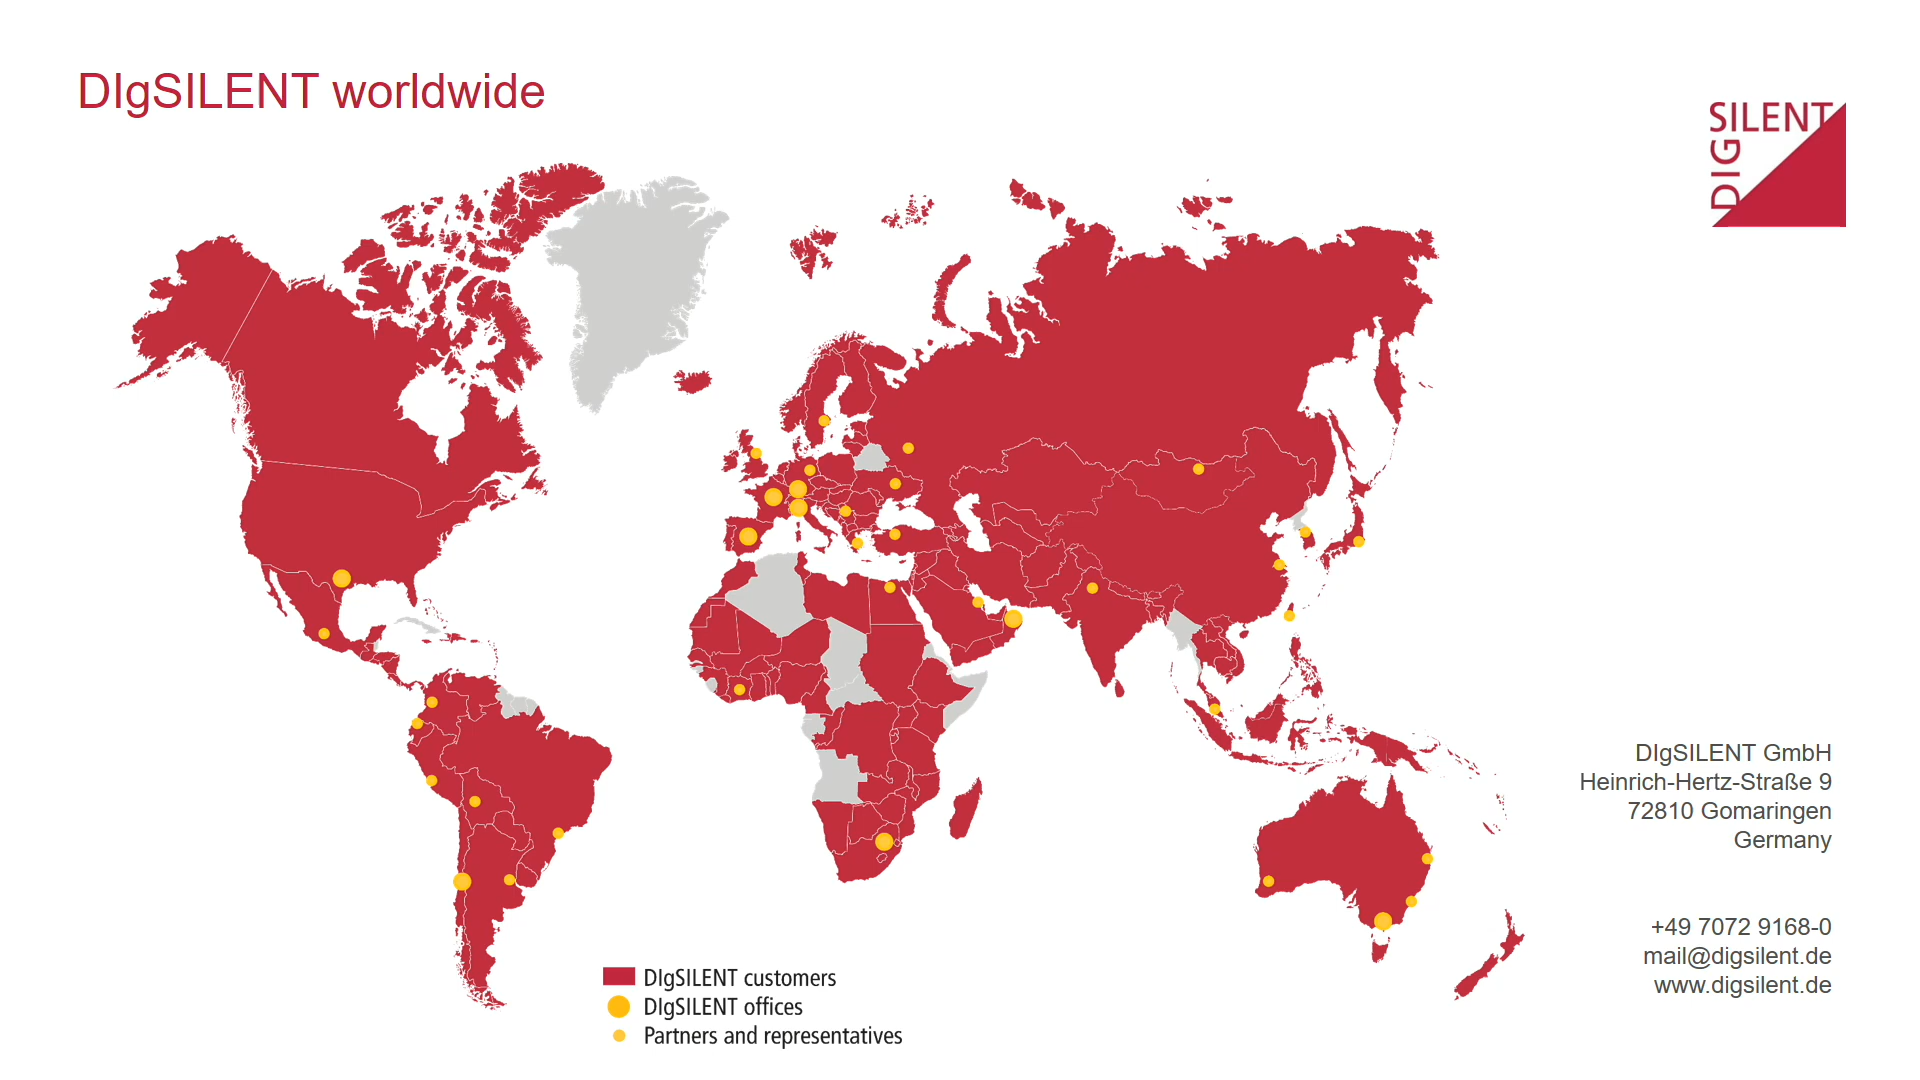 DIgSILENT worldwide
SILENT
DIG
DIgSILENT GmbH
Heinrich-Hertz-Straße 9
72810 Gomaringen
Germany
+49 7072 9168-0
mail@digsilent.de
www.digsilent.de
DIgSILENT customers
DIgSILENT offices
Partners and representatives